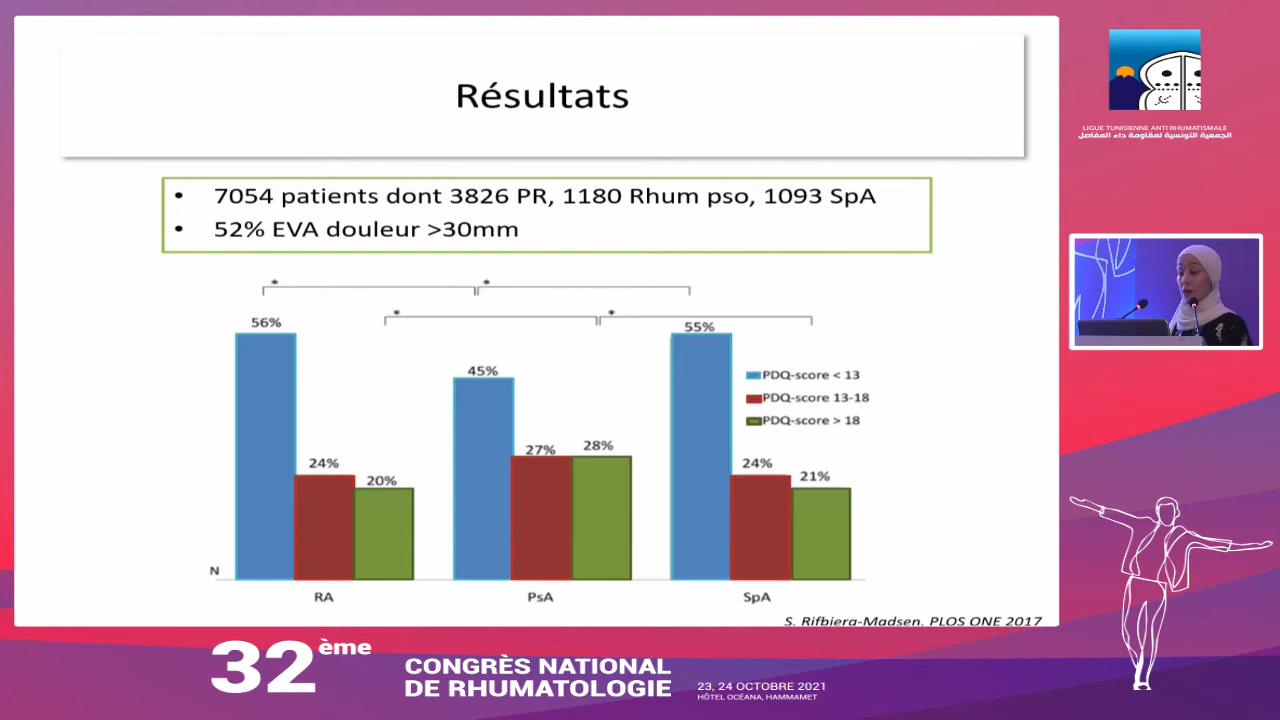 Résultats
• 7054 patients dont 3826 PR, 1180 Rhum pso, 1093 SpA
• 52% EVA douleur >30mm
* *
* *
56%
24%
20%
45%
27%
28%
55%
24%
21%
PDQ-score < 13
PDQ-score 13-18
PDQ-score > 18
N
RA
PsA
SpA
S. Rifbiera-Madsen. PLOS ONE 2017
LIGUE TUNISIENNE ANTI RHUMATISMALE
الجمعية التونسية لمقاومة داء المفاصل
32ème
CONGRÈS NATIONAL
DE RHUMATOLOGIE
23, 24 OCTOBRE 2021
HÔTEL OCÉANA, HAMMAMET